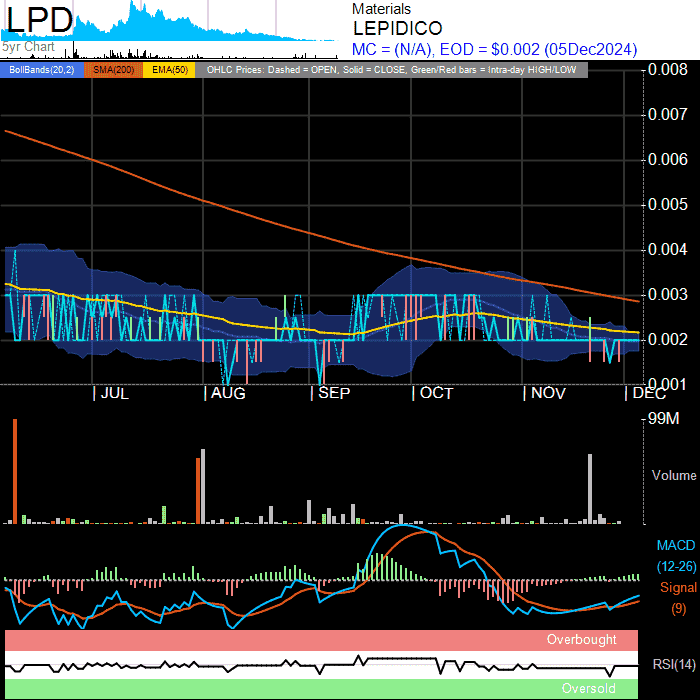 LPD
5yr Chart
Materials
LEPIDICO
MC = (N/A), EOD = $0.002 (05Dec2024)
BollBands(20,2) SMA(200) EMA(50) OHLC Prices: Dashed = OPEN, Solid = CLOSE, Green/Red bars = Intra-day HIGH/LOW
0.008
0.007
0.006
0.005
0.004
0.003
0.002
0.001
JUL AUG SEP OCT NOV DEC
99M
Volume
MACD
(12-26)
Signal
(9)
Overbought
RSI(14)
Oversold